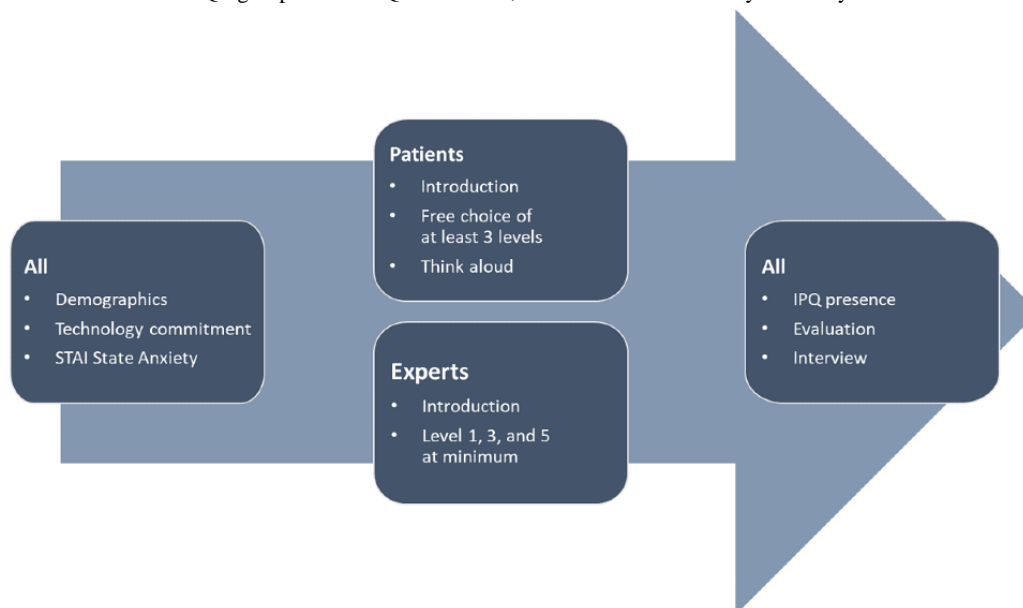 All
• Demographics
• Technology commitment
• STAI State Anxiety
Patients
• Introduction
• Free choice of
at least 3 levels
• Think aloud
Experts
• Introduction
• Level 1, 3, and 5
at minimum
All
• IPQ presence
• Evaluation
• Interview